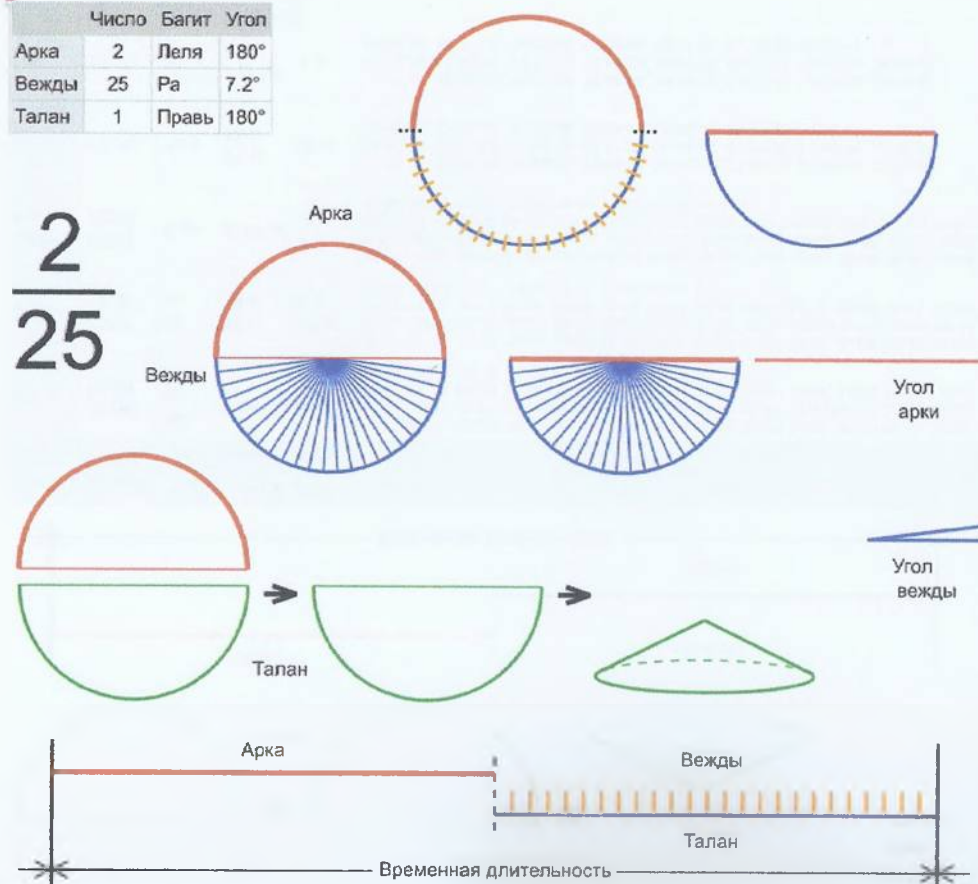 Число Багит Угол
Арка 2 Леля 180°
Вежды 25 Ра 7.2°
Талан 1 Правь 180°
2
25
Арка
Вежды
Угол
арки
Угол
вежды
Талан
Арка
Вежды
Талан
Временная длительность